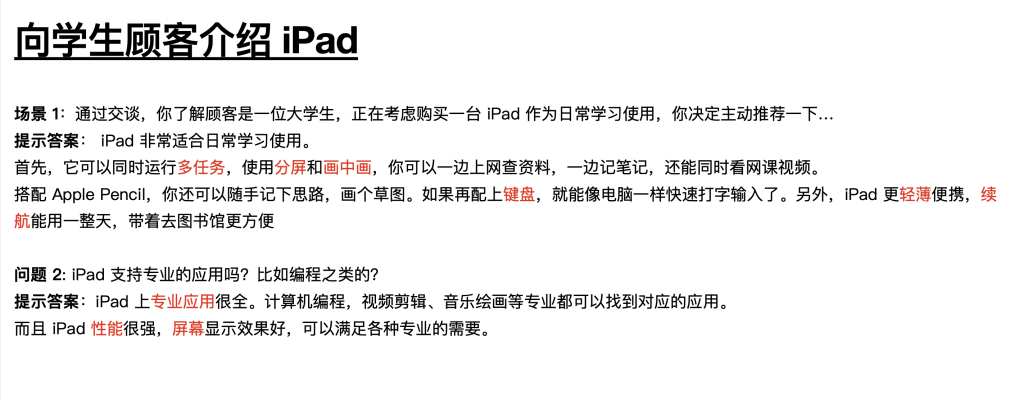 向学生顾客介绍 iPad
场景 1：通过交谈，你了解顾客是一位大学生，正在考虑购买一台 iPad 作为日常学习使用，你决定主动推荐一下...
提示答案： iPad 非常适合日常学习使用。
首先，它可以同时运行多任务，使用分屏和画中画，你可以一边上网查资料，一边记笔记，还能同时看网课视频。
搭配 Apple Pencil，你还可以随手记下思路，画个草图。如果再配上键盘，就能像电脑一样快速打字输入了。另外，iPad 更轻薄便携，续
航能用一整天，带着去图书馆更方便
问题 2: iPad 支持专业的应用吗？比如编程之类的？
提示答案：iPad 上专业应用很全。计算机编程，视频剪辑、音乐绘画等专业都可以找到对应的应用。
而且 iPad 性能很强，屏幕显示效果好，可以满足各种专业的需要。